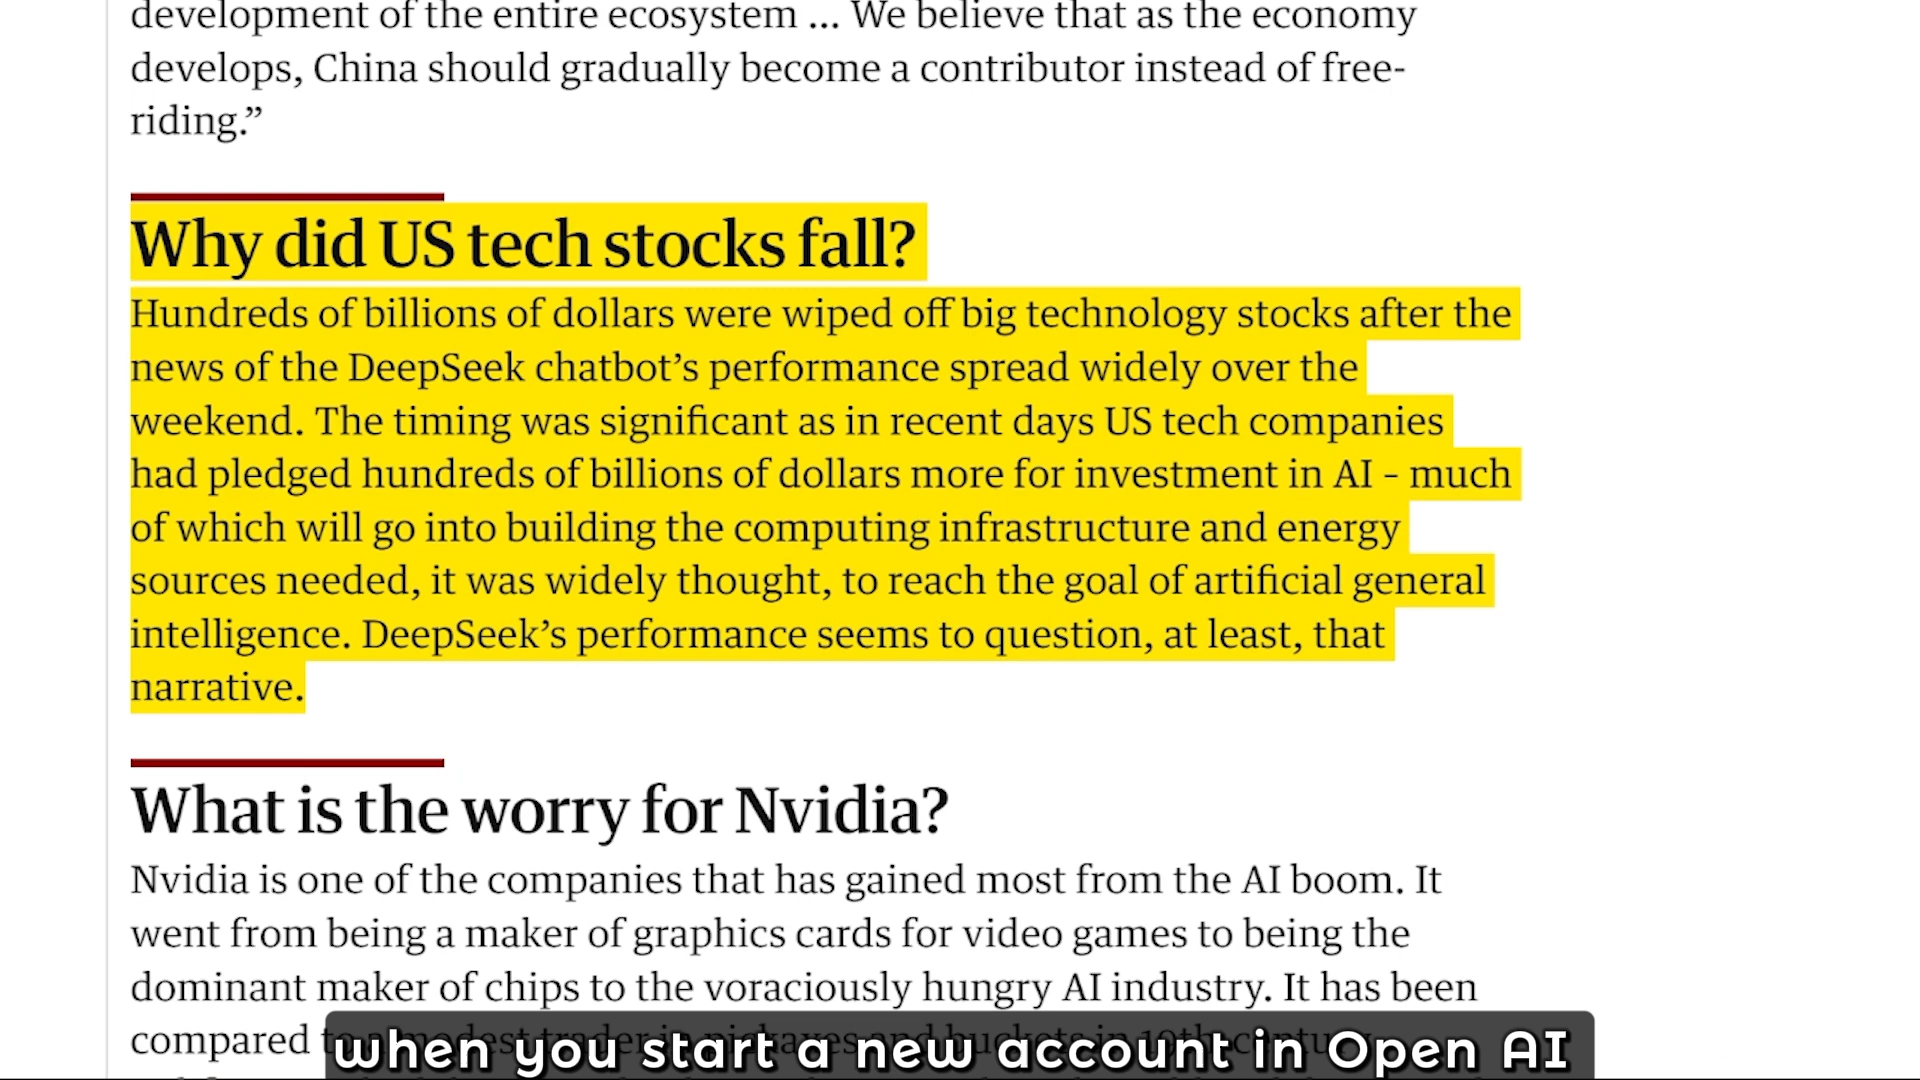 development of the entire ecosystem ... We believe that as the economy
develops, China should gradually become a contributor instead of free-
riding.”
Why did US tech stocks fall?
Hundreds of billions of dollars were wiped off big technology stocks after the
news of the DeepSeek chatbot’s performance spread widely over the
weekend. The timing was significant as in recent days US tech companies
had pledged hundreds of billions of dollars more for investment in AI – much
of which will go into building the computing infrastructure and energy
sources needed, it was widely thought, to reach the goal of artificial general
intelligence. DeepSeek’s performance seems to question, at least, that
narrative.
What is the worry for Nvidia?
Nvidia is one of the companies that has gained most from the AI boom. It
went from being a maker of graphics cards for video games to being the
dominant maker of chips to the voraciously hungry AI industry. It has been
compared
when you start a new account in Open AI